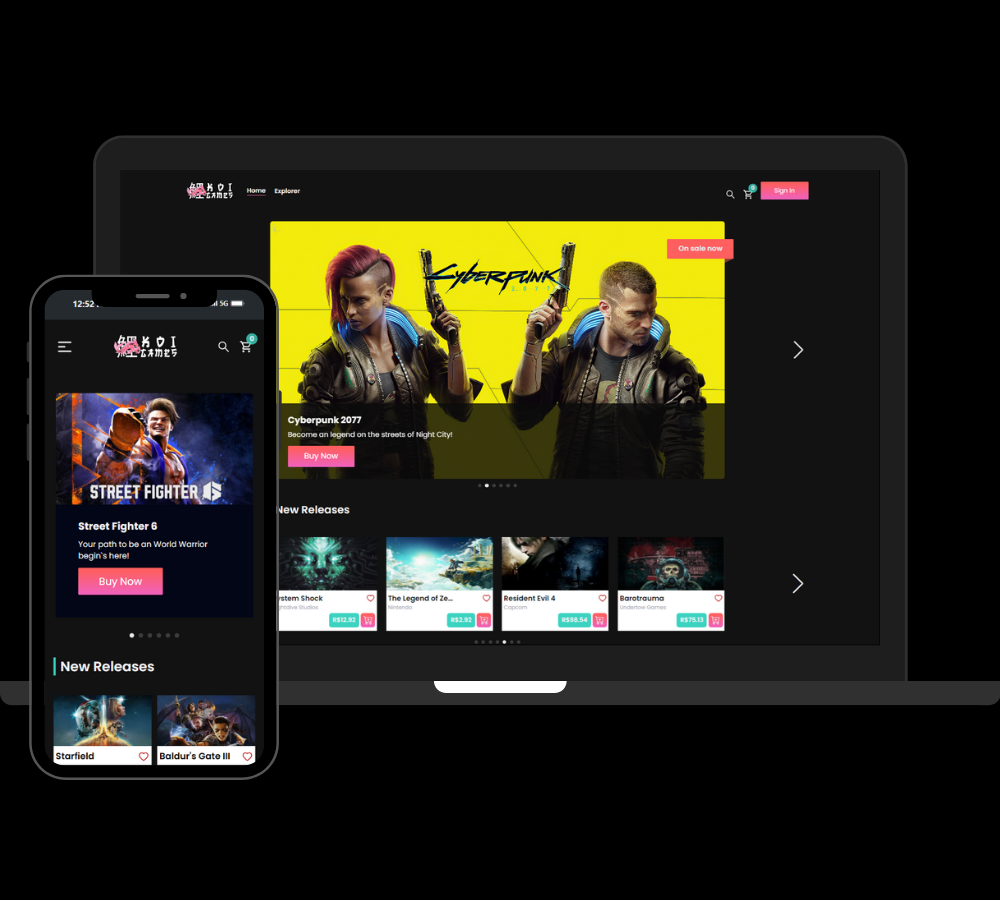 KOI
GAMES
Home
Explorer
0
Sign In
On sale now
Cyberpunk
2077
Cyberpunk 2077
Become an legend on the streets of Night City!
Buy Now
New Releases
ystem Shock
The Legend of Ze...
Nintendo
R$2.92
Resident Evil 4
Capcom
R$96.54
Barotrauma
Undertow Games
R$75.13
R$12.92
12:52
5G
KOI
GAMES
0
STREET FIGHTER 6
Street Fighter 6
Your path to be an World Warrior
begin's here!
Buy Now
New Releases
Starfield
Baldur's Gate III